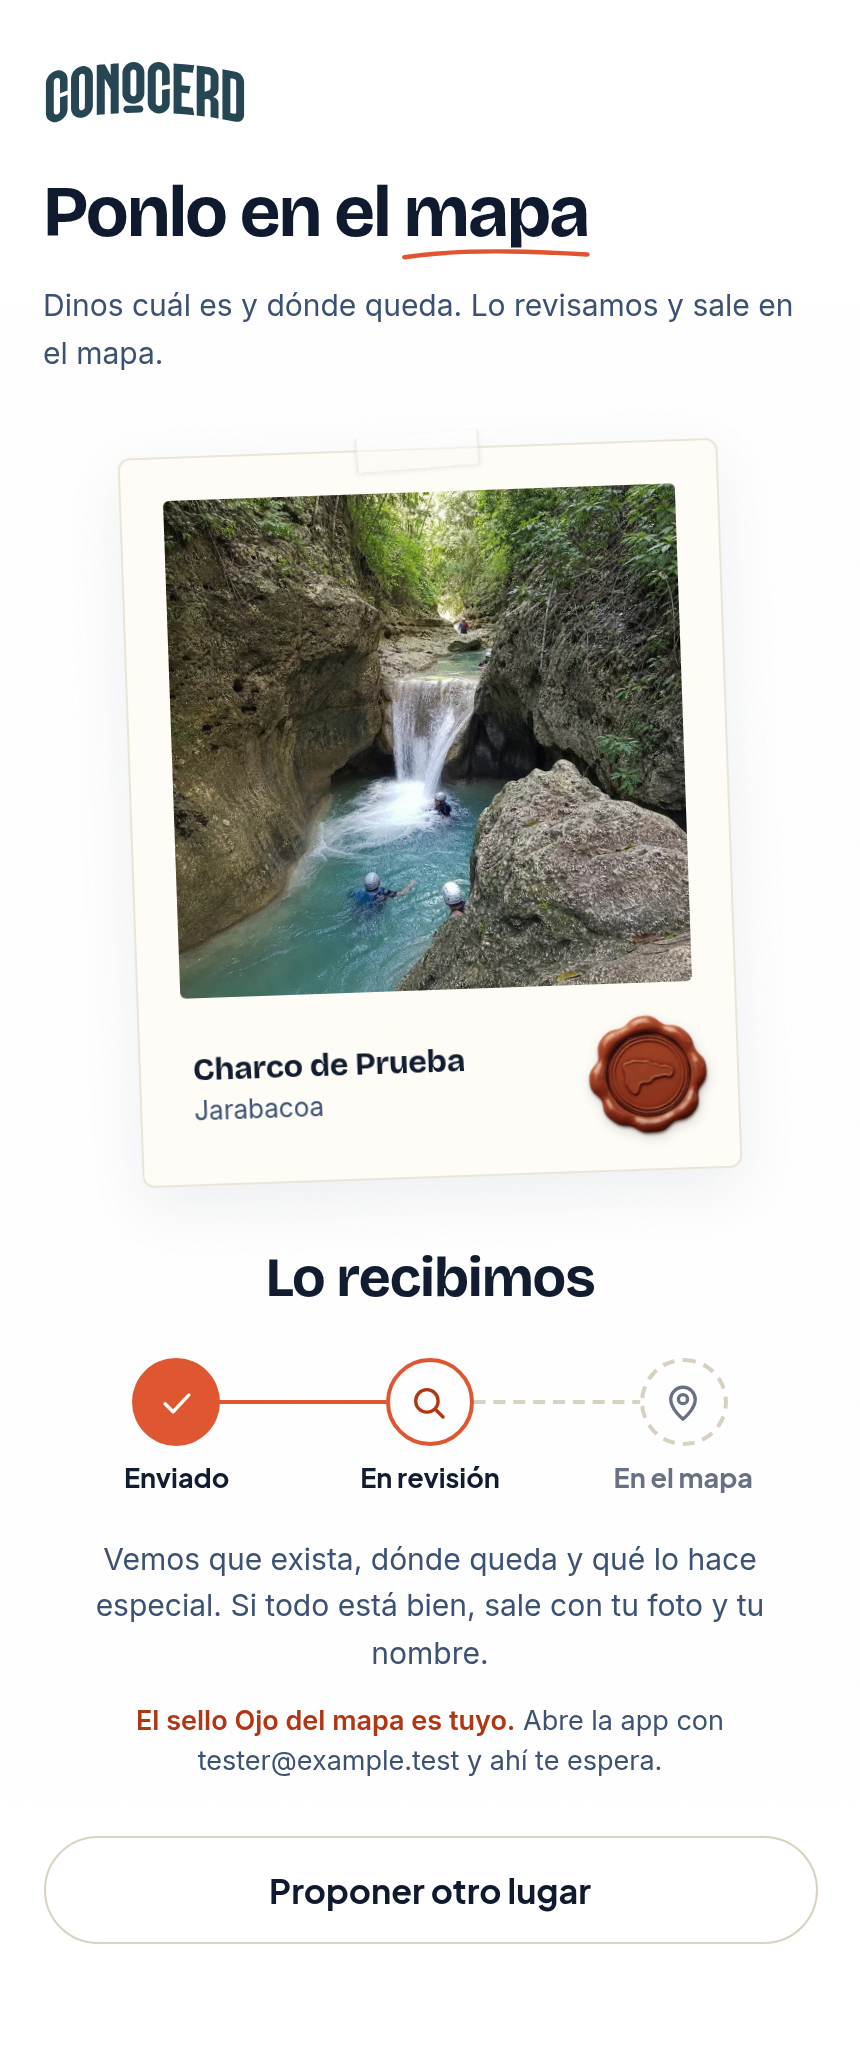 CONOCERD
Ponlo en el mapa
Dinos cuál es y dónde queda. Lo revisamos y sale en
el mapa.
Charco de Prueba
Jarabacoa
Lo recibimos
Enviado
En revisión
En el mapa
Vemos que exista, dónde queda y qué lo hace
especial. Si todo está bien, sale con tu foto y tu
nombre.
El sello Ojo del mapa es tuyo. Abre la app con
tester@example.test y ahí te espera.
Proponer otro lugar